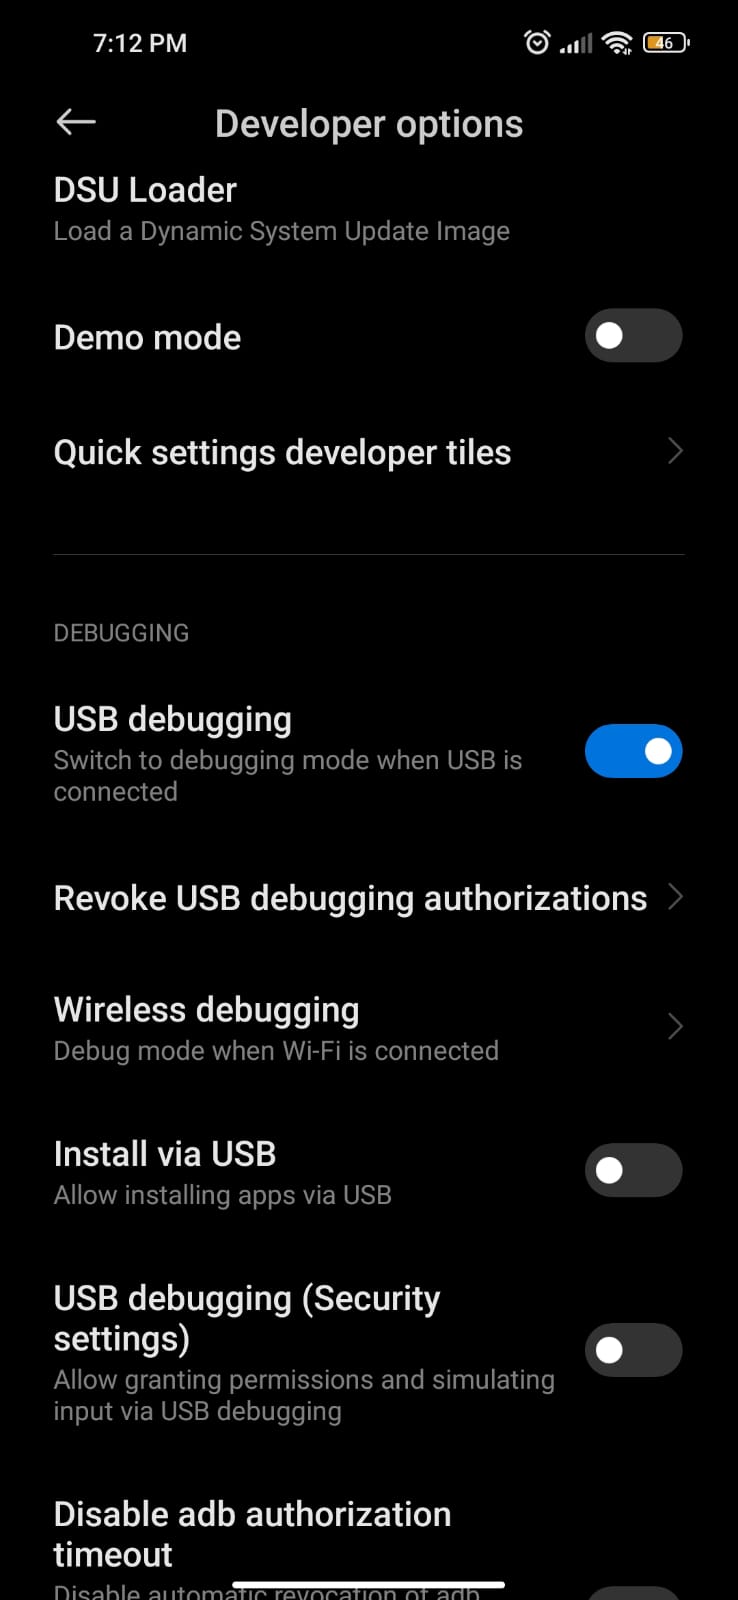 7:12 PM
46
Developer options
DSU Loader
Load a Dynamic System Update Image
Demo mode
Quick settings developer tiles
DEBUGGING
USB debugging
Switch to debugging mode when USB is
connected
Revoke USB debugging authorizations
Wireless debugging
Debug mode when Wi-Fi is connected
Install via USB
Allow installing apps via USB
USB debugging (Security
settings)
Allow granting permissions and simulating
input via USB debugging
Disable adb authorization
timeout
Disable automatic revocation of adb